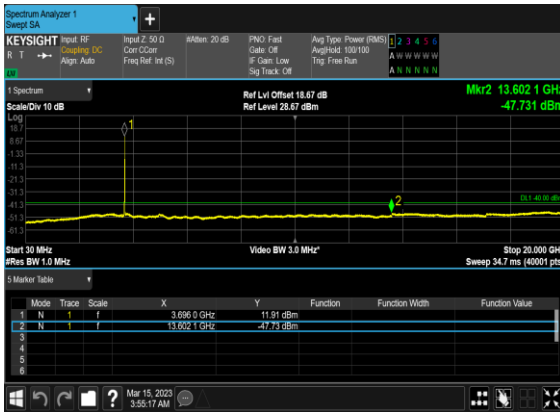 Spectrum Analyzer 1
Swept SA
+
KEYSIGHT
R T
LW
Input: RF
Coupling: DC
Align: Auto
Input Z: 50 Ω
Corr CCorr
Freq Ref: Int (S)
#Atten: 20 dB
PNO: Fast
Gate: Off
IF Gain: Low
Sig Track: Off
Avg Type: Power (RMS)
Avg|Hold: 100/100
Trig: Free Run
1 2 3 4 5 6
A W W W W W
A N N N N N
1 Spectrum
Scale/Div 10 dB
Ref Lvl Offset 18.67 dB
Ref Level 28.67 dBm
Mkr2 13.602 1 GHz
-47.731 dBm
Log
18.7
8.67
-1.33
-11.3
-21.3
-31.3
-41.3
-51.3
-61.3
1
2
DL1 -40.00 dBm
Start 30 MHz
#Res BW 1.0 MHz
Video BW 3.0 MHz*
Stop 20.000 GHz
Sweep 34.7 ms (40001 pts)
5 Marker Table
Mode Trace Scale X Y Function Function Width Function Value
1 N 1 f 3.696 0 GHz 11.91 dBm
2 N 1 f 13.602 1 GHz -47.73 dBm
3
4
5
6
?
Mar 15, 2023
3:55:17 AM